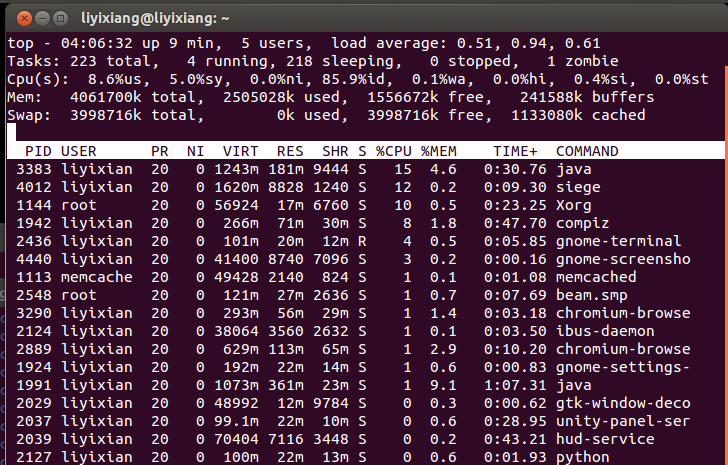 liyixiang@liyixiang: ~
top - 04:06:32 up 9 min,  5 users,  load average: 0.51, 0.94, 0.61
Tasks: 223 total,   4 running, 218 sleeping,   0 stopped,   1 zombie
Cpu(s):  8.6%us,  5.0%sy,  0.0%ni, 85.9%id,  0.1%wa,  0.0%hi,  0.4%si,  0.0%st
Mem:   4061700k total,  2505028k used,  1556672k free,   241588k buffers
Swap:  3998716k total,        0k used,  3998716k free,  1133080k cached
  PID USER      PR  NI  VIRT  RES  SHR S %CPU %MEM    TIME+  COMMAND
 3383 liyixian  20   0 1243m 181m 9444 S   15  4.6   0:30.76 java
 4012 liyixian  20   0 1620m 8828 1240 S   12  0.2   0:09.30 siege
 1144 root      20   0 56924  17m 6760 S   10  0.5   0:23.25 Xorg
 1942 liyixian  20   0  266m  71m  30m S    8  1.8   0:47.70 compiz
 2436 liyixian  20   0  101m  20m  12m R    4  0.5   0:05.85 gnome-terminal
 4440 liyixian  20   0 41400 8740 7096 S    3  0.2   0:00.16 gnome-screensho
 1113 memcache  20   0 49428 2140  824 S    1  0.1   0:01.08 memcached
 2548 root      20   0  121m  27m 2636 S    1  0.7   0:07.69 beam.smp
 3290 liyixian  20   0  293m  56m  29m S    1  1.4   0:03.18 chromium-browse
 2124 liyixian  20   0 38064 3560 2632 S    1  0.1   0:03.50 ibus-daemon
 2889 liyixian  20   0  629m 113m  65m S    1  2.9   0:10.20 chromium-browse
 1924 liyixian  20   0  192m  22m  14m S    1  0.6   0:00.83 gnome-settings-
 1991 liyixian  20   0 1073m 361m  23m S    1  9.1   1:07.31 java
 2029 liyixian  20   0 48992  12m 9784 S    0  0.3   0:00.62 gtk-window-deco
 2037 liyixian  20   0 99.1m  22m  10m S    0  0.6   0:28.95 unity-panel-ser
 2039 liyixian  20   0 70404 7116 3448 S    0  0.2   0:43.21 hud-service
 2127 liyixian  20   0  100m  22m  13m S    0  0.6   0:01.93 python